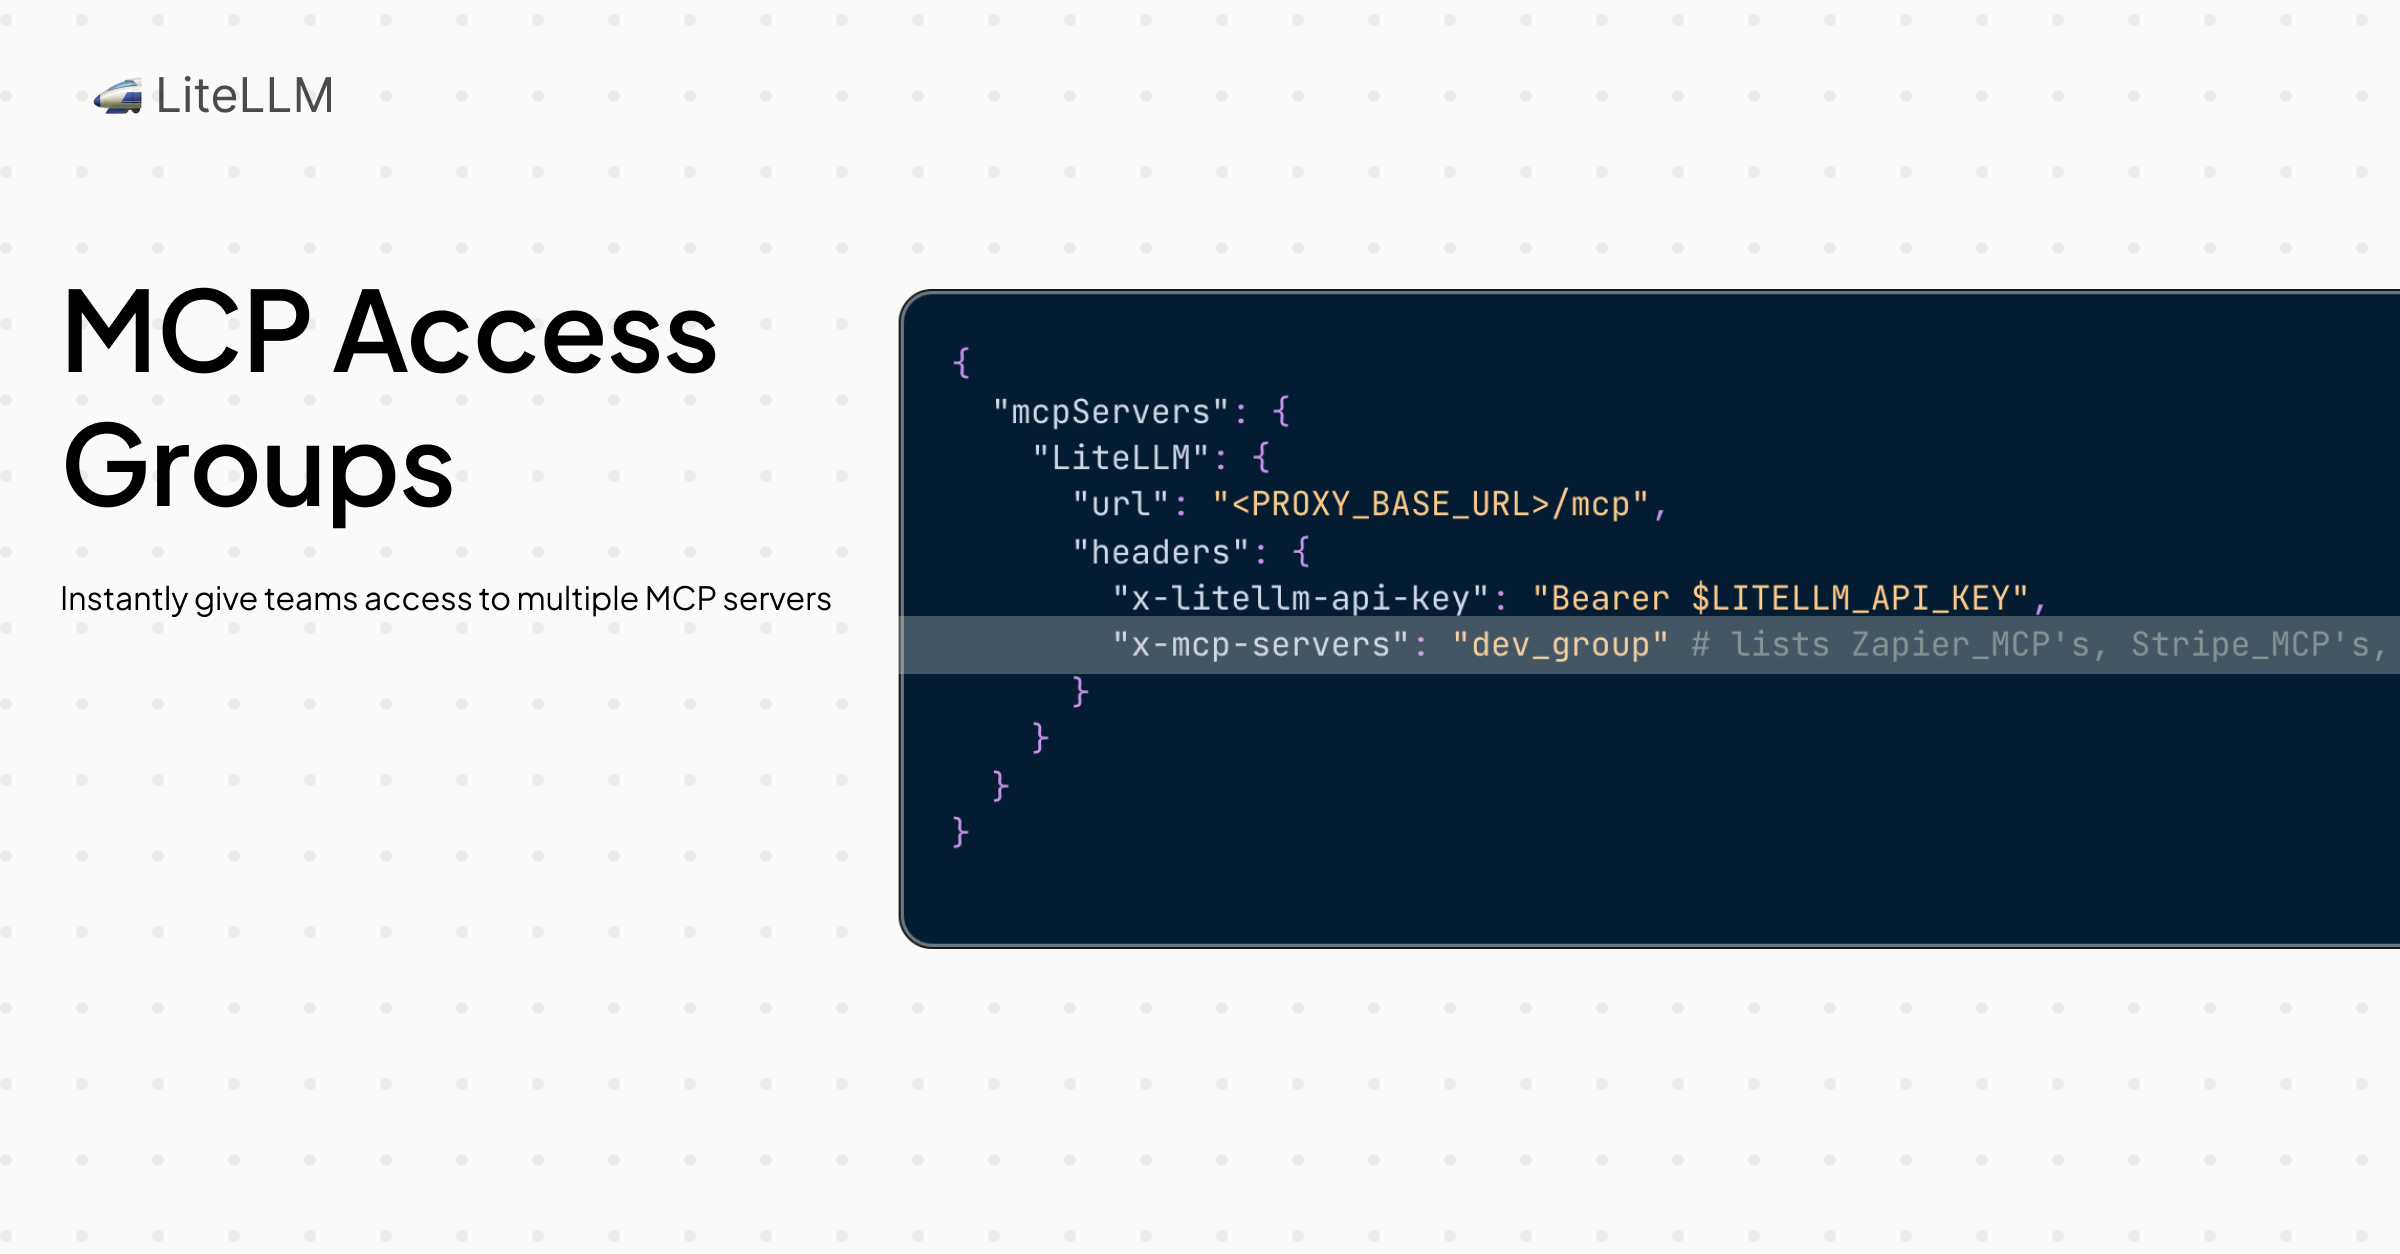 LiteLLM
MCP Access
Groups
Instantly give teams access to multiple MCP servers
{
  "mcpServers": {
    "LiteLLM": {
      "url": "<PROXY_BASE_URL>/mcp",
      "headers": {
        "x-litellm-api-key": "Bearer $LITELLM_API_KEY",
        "x-mcp-servers": "dev_group" # lists Zapier_MCP's, Stripe_MCP's,
      }
    }
  }
}